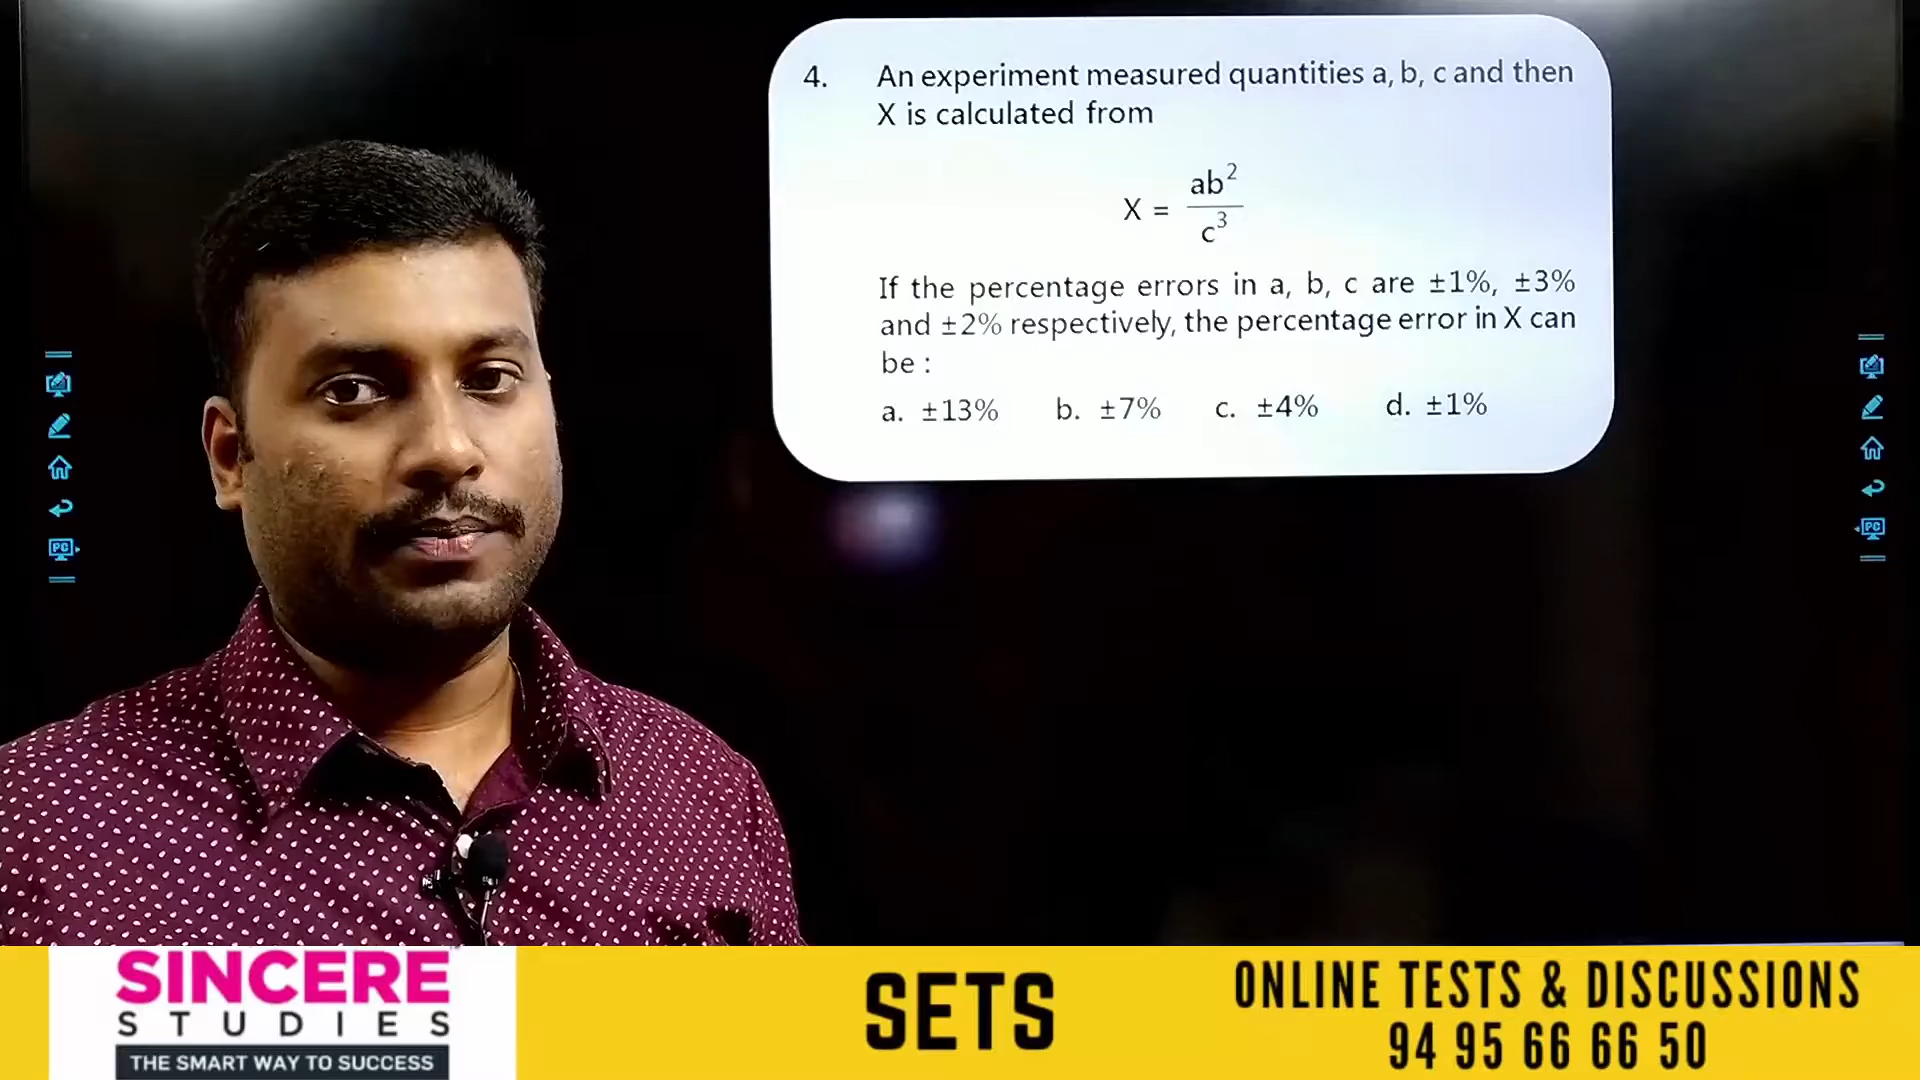 4. An experiment measured quantities a, b, c and then
X is calculated from
X = ab²/c³
If the percentage errors in a, b, c are ±1%, ±3%
and ±2% respectively, the percentage error in X can
be :
a. ±13% b. ±7% c. ±4% d. ±1%
PC
PC
SINCERE
STUDIES
THE SMART WAY TO SUCCESS
SETS
ONLINE TESTS & DISCUSSIONS
94 95 66 66 50